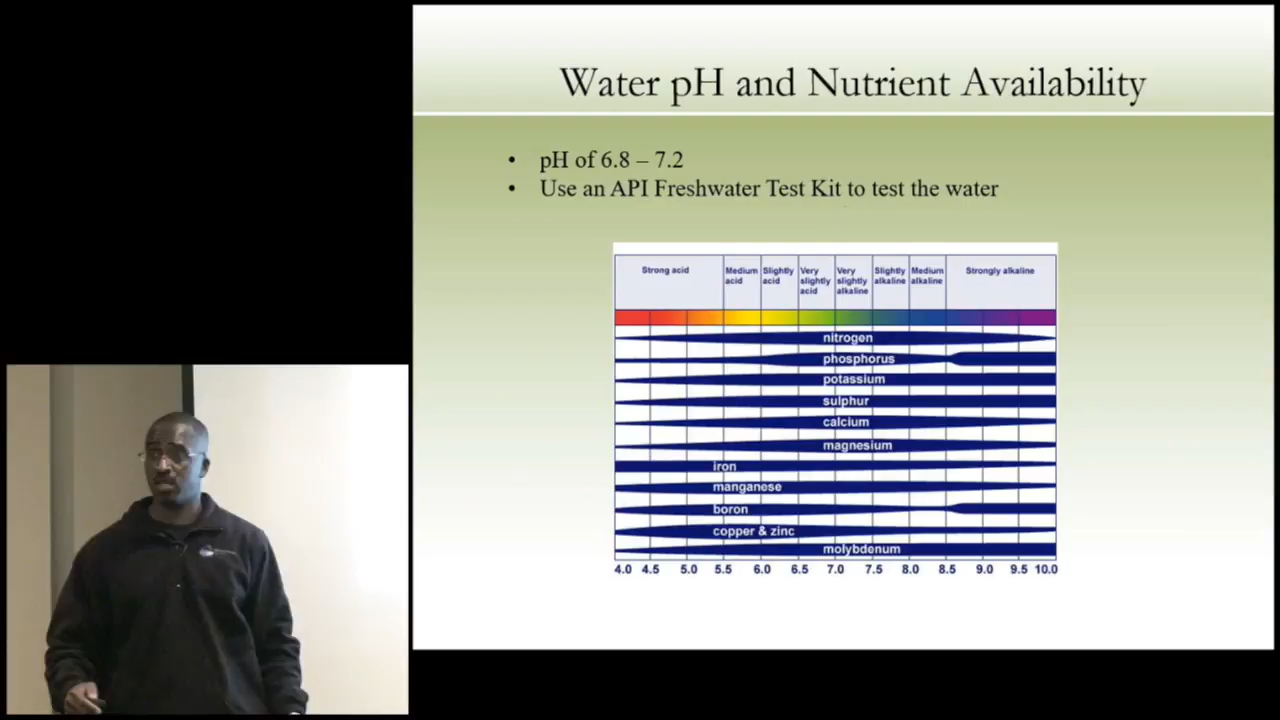 Water pH and Nutrient Availability
• pH of 6.8 – 7.2
• Use an API Freshwater Test Kit to test the water
Strong acid
Medium
acid
Slightly
acid
Very
slightly
acid
Very
slightly
alkaline
Slightly
alkaline
Medium
alkaline
Strongly alkaline
nitrogen
phosphorus
potassium
sulphur
calcium
magnesium
iron
manganese
boron
copper & zinc
molybdenum
4.0 4.5 5.0 5.5 6.0 6.5 7.0 7.5 8.0 8.5 9.0 9.5 10.0